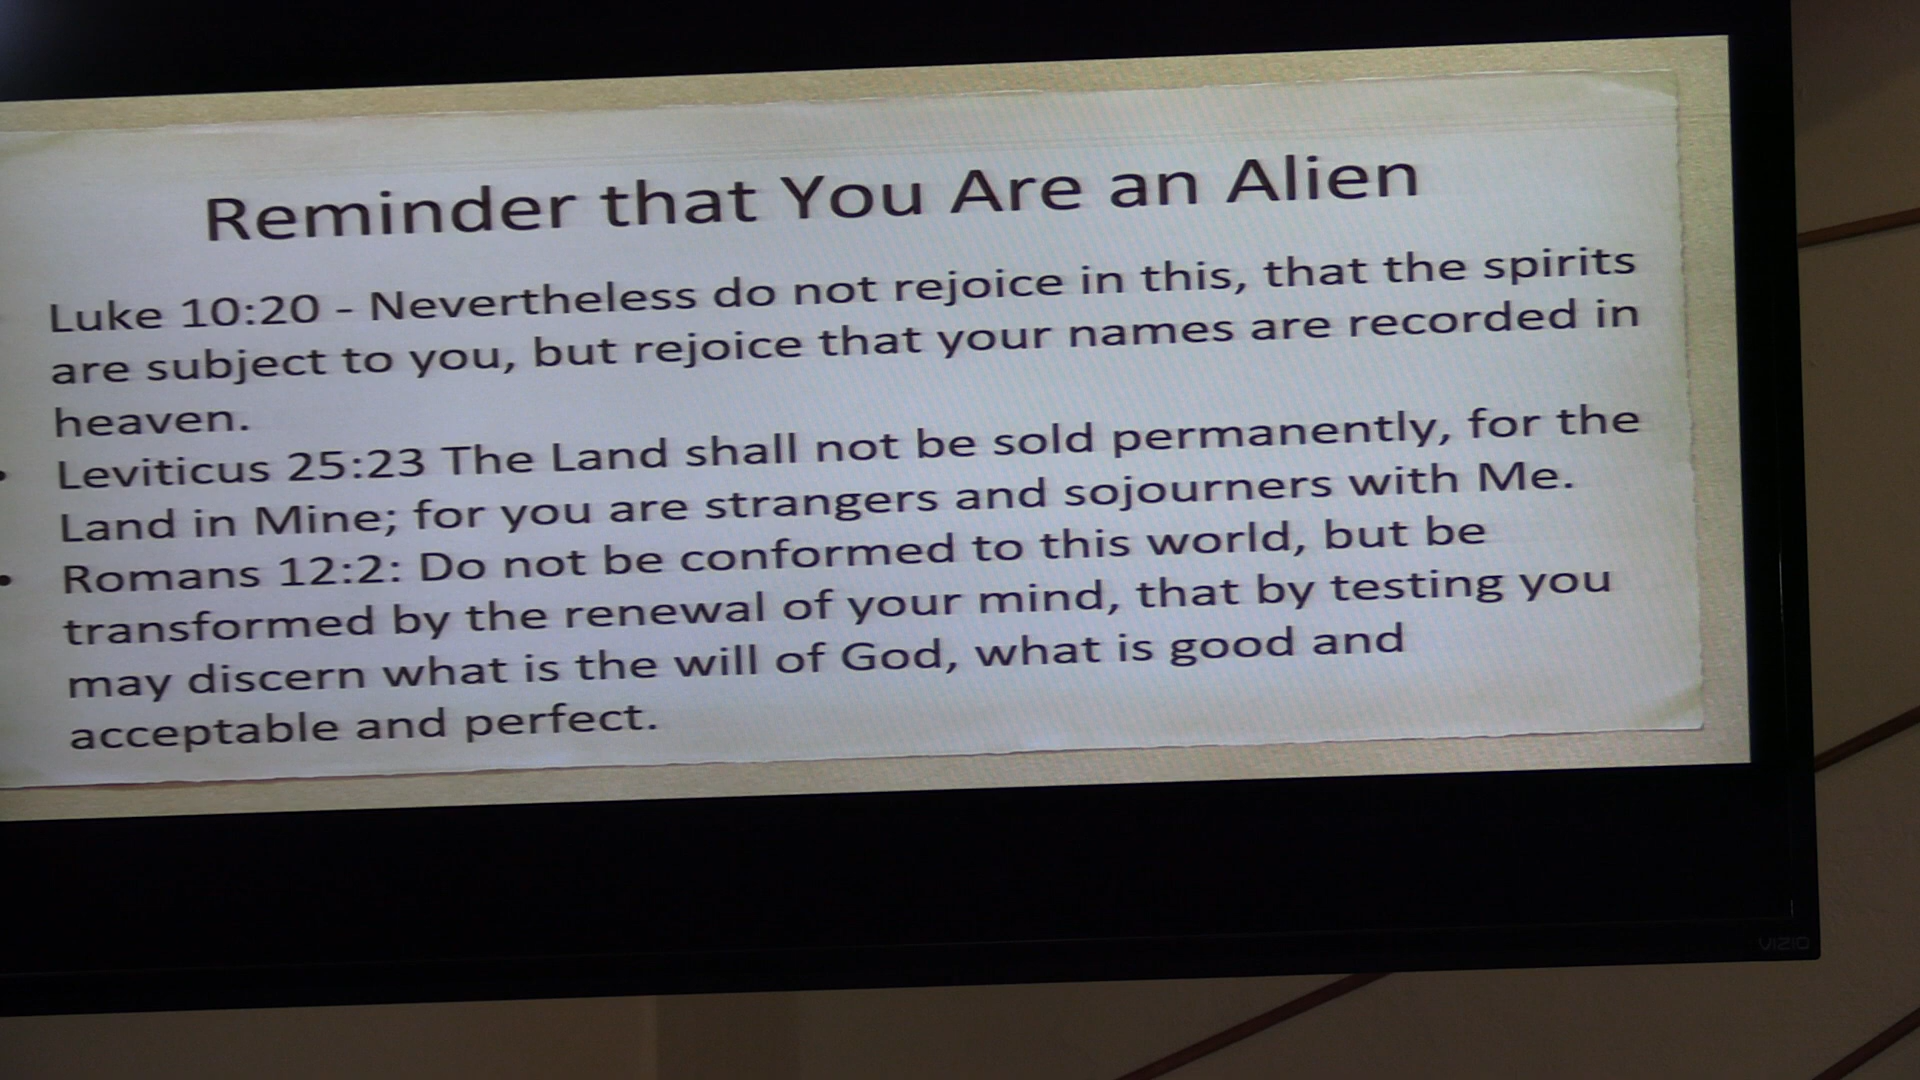 Reminder that You Are an Alien
Luke 10:20 - Nevertheless do not rejoice in this, that the spirits
are subject to you, but rejoice that your names are recorded in
heaven.
• Leviticus 25:23 The Land shall not be sold permanently, for the
Land in Mine; for you are strangers and sojourners with Me.
• Romans 12:2: Do not be conformed to this world, but be
transformed by the renewal of your mind, that by testing you
may discern what is the will of God, what is good and
acceptable and perfect.
VIZIO